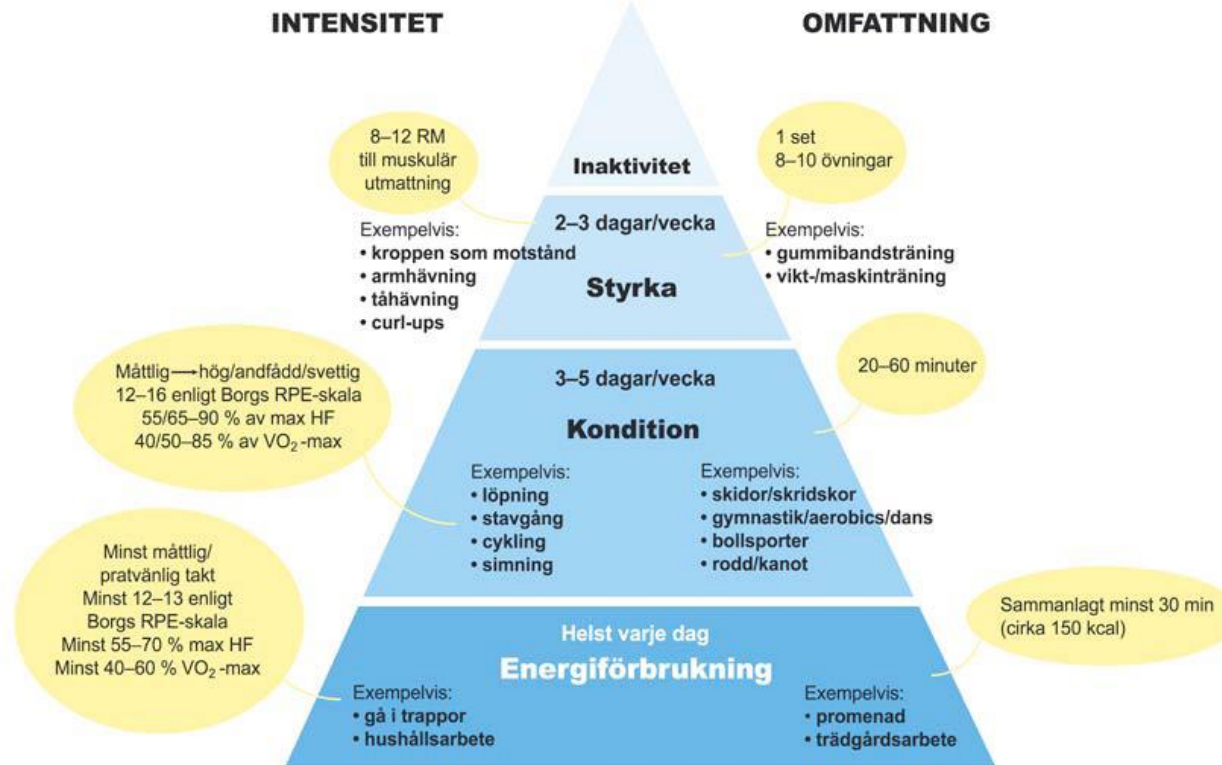 INTENSITET
OMFATTNING
8–12 RM
till muskulär
utmattning
1 set
8–10 övningar
Inaktivitet
2–3 dagar/vecka
Styrka
Exempelvis:
• kroppen som motstånd
• armhävning
• tåhävning
• curl-ups
Exempelvis:
• gummibandsträning
• vikt-/maskinträning
Måttlig→hög/andfådd/svettig
12–16 enligt Borgs RPE-skala
55/65–90 % av max HF
40/50–85 % av VO₂-max
20–60 minuter
3–5 dagar/vecka
Kondition
Exempelvis:
• löpning
• stavgång
• cykling
• simning
Exempelvis:
• skidor/skridskor
• gymnastik/aerobics/dans
• bollsporter
• rodd/kanot
Minst måttlig/
pratvänlig takt
Minst 12–13 enligt
Borgs RPE-skala
Minst 55–70 % max HF
Minst 40–60 % VO₂-max
Sammanlagt minst 30 min
(cirka 150 kcal)
Helst varje dag
Energiförbrukning
Exempelvis:
• gå i trappor
• hushållsarbete
Exempelvis:
• promenad
• trädgårdsarbete